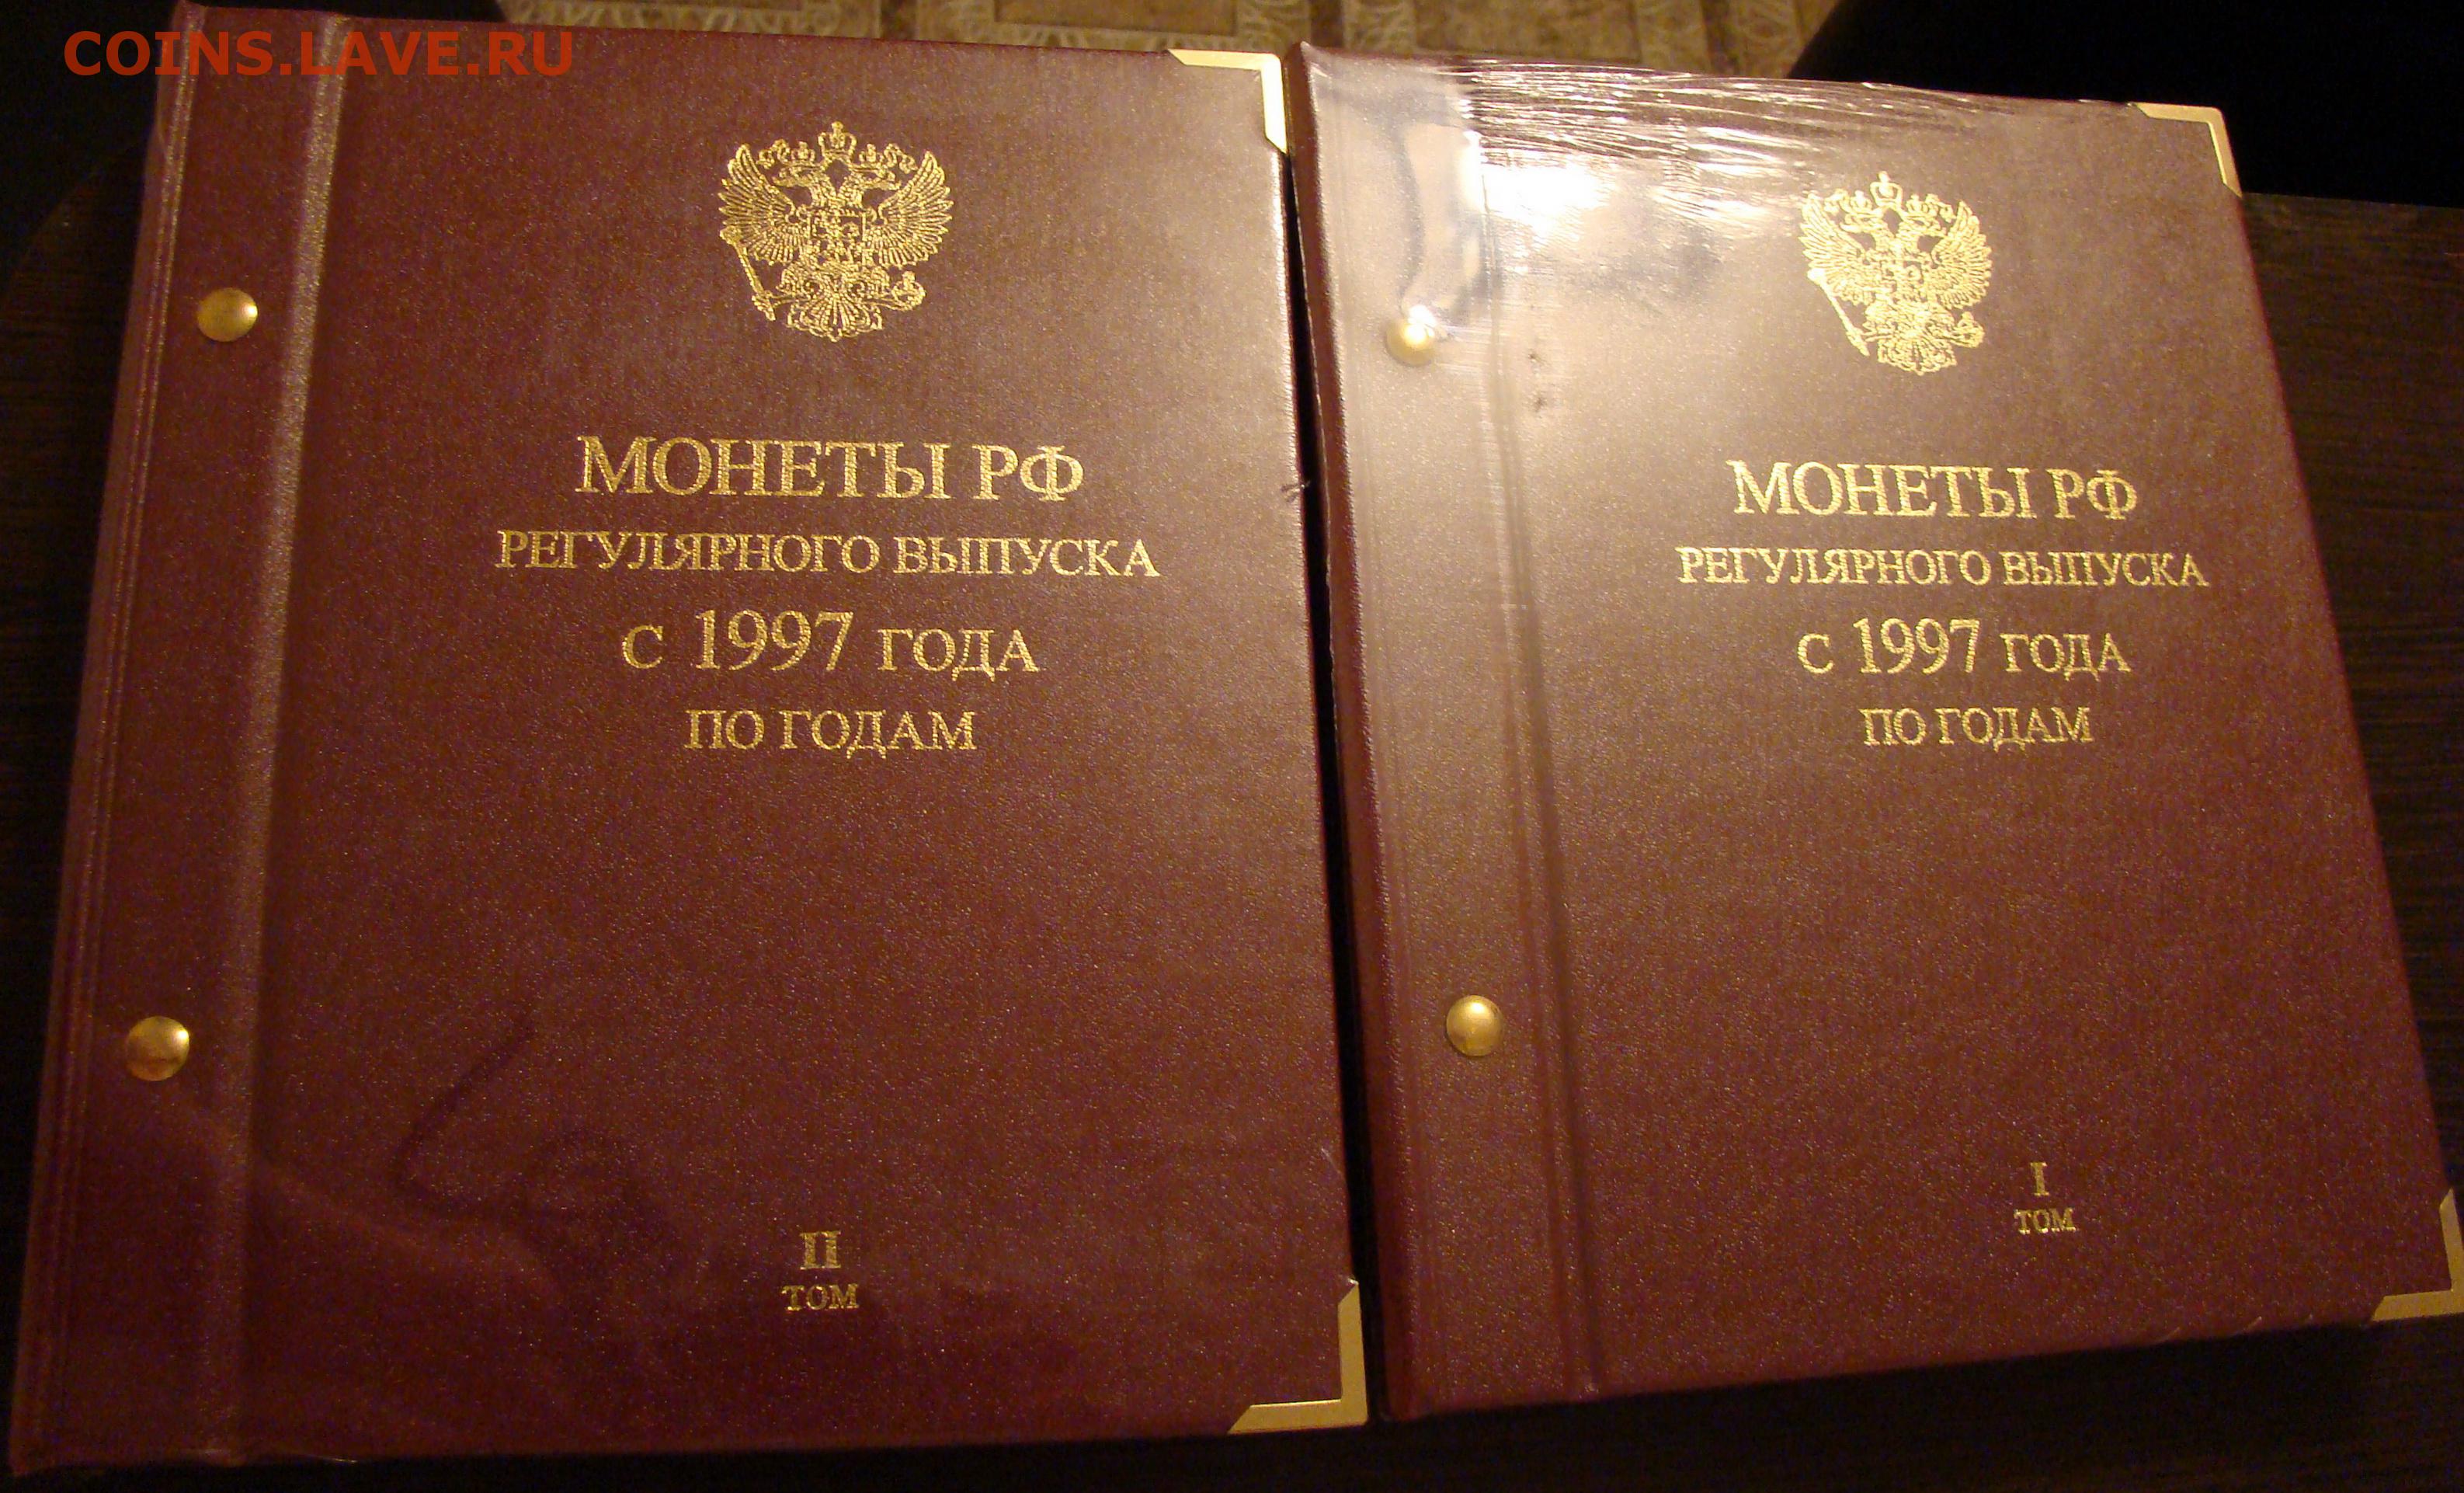 COINS.LAVE.RU
МОНЕТЫ РФ
РЕГУЛЯРНОГО ВЫПУСКА
С 1997 ГОДА
ПО ГОДАМ
II
ТОМ
МОНЕТЫ РФ
РЕГУЛЯРНОГО ВЫПУСКА
С 1997 ГОДА
ПО ГОДАМ
I
ТОМ